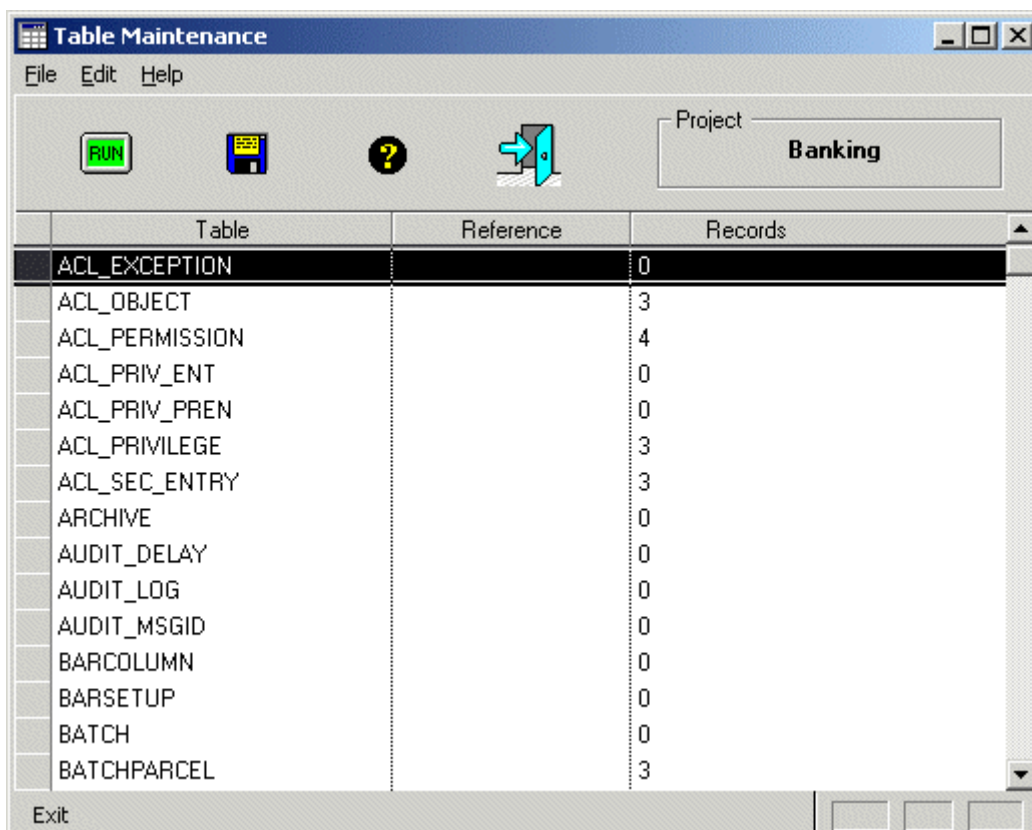 Table Maintenance
File Edit Help
RUN
?
Project
Banking
Table Reference Records
ACL_EXCEPTION 0
ACL_OBJECT 3
ACL_PERMISSION 4
ACL_PRIV_ENT 0
ACL_PRIV_PREN 0
ACL_PRIVILEGE 3
ACL_SEC_ENTRY 3
ARCHIVE 0
AUDIT_DELAY 0
AUDIT_LOG 0
AUDIT_MSGID 0
BARCOLUMN 0
BARSETUP 0
BATCH 0
BATCHPARCEL 3
Exit